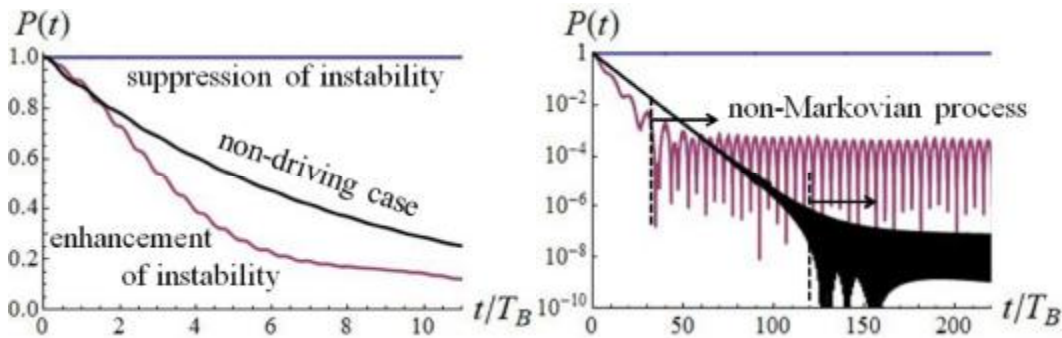 P(t)
1.0
0.8
0.6
0.4
0.2
0.0
suppression of instability
non-driving case
enhancement
of instability
0 2 4 6 8 10 t/T_B
P(t)
1
10^-2
10^-4
10^-6
10^-8
10^-10
non-Markovian process
0 50 100 150 200 t/T_B